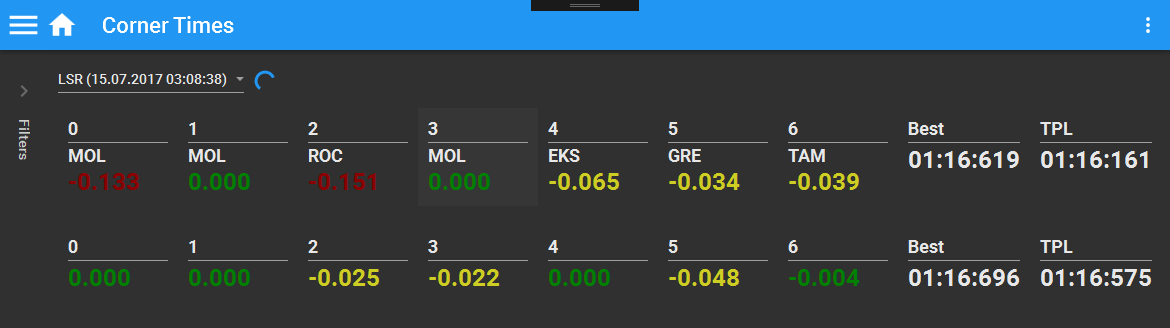 Corner Times
LSR (15.07.2017 03:08:38)
Filters
0 1 2 3 4 5 6 Best TPL
MOL MOL ROC MOL EKS GRE TAM 01:16:619 01:16:161
-0.133 0.000 -0.151 0.000 -0.065 -0.034 -0.039
0 1 2 3 4 5 6 Best TPL
0.000 0.000 -0.025 -0.022 0.000 -0.048 -0.004 01:16:696 01:16:575